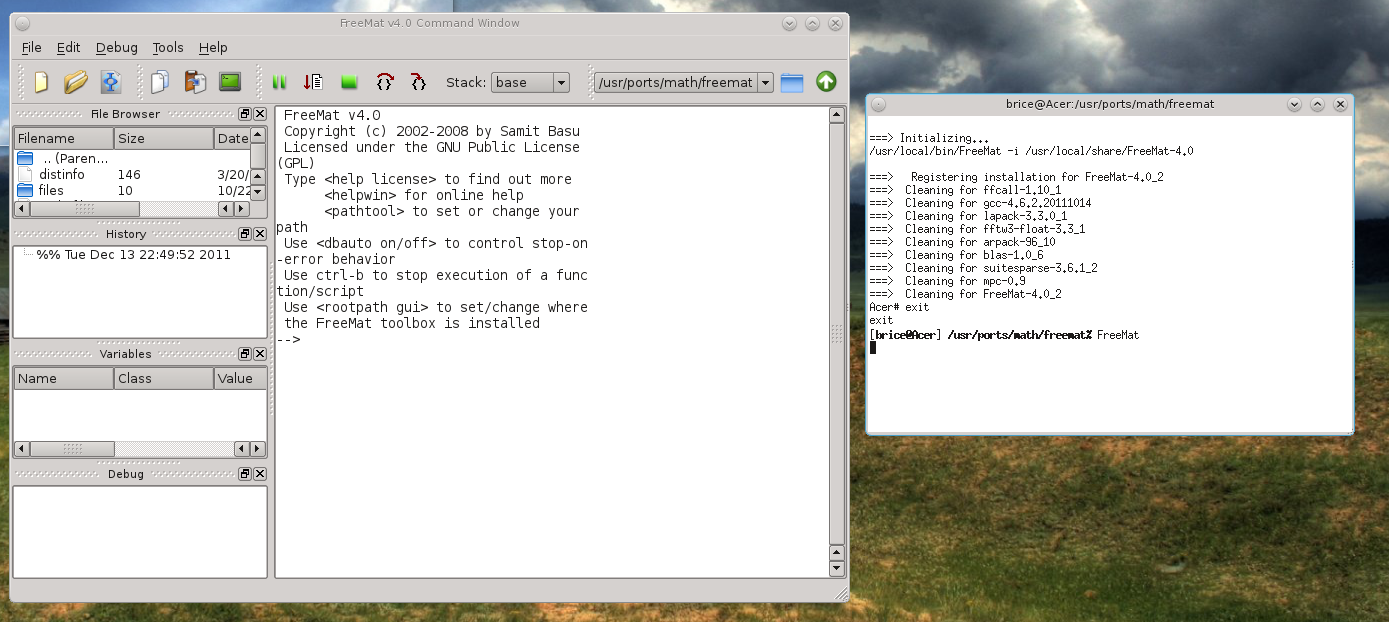 FreeMat v4.0 Command Window
File Edit Debug Tools Help
Stack: base /usr/ports/math/freemat
File Browser
Filename Size Date
.. (Paren...
distinfo 146 3/20/
files 10 10/22
History
%% Tue Dec 13 22:49:52 2011
Variables
Name Class Value
Debug
FreeMat v4.0
Copyright (c) 2002-2008 by Samit Basu
Licensed under the GNU Public License
(GPL)
Type <help license> to find out more
<helpwin> for online help
<pathtool> to set or change your
path
Use <dbauto on/off> to control stop-on
-error behavior
Use ctrl-b to stop execution of a func
tion/script
Use <rootpath gui> to set/change where
the FreeMat toolbox is installed
-->
brice@Acer:/usr/ports/math/freemat
===> Initializing...
/usr/local/bin/FreeMat -i /usr/local/share/FreeMat-4.0
===> Registering installation for FreeMat-4.0_2
===> Cleaning for ffcall-1.10_1
===> Cleaning for gcc-4.6.2.20111014
===> Cleaning for lapack-3.3.0_1
===> Cleaning for fftw3-float-3.3_1
===> Cleaning for arpack-96_10
===> Cleaning for blas-1.0_6
===> Cleaning for suitesparse-3.6.1_2
===> Cleaning for mpc-0.9
===> Cleaning for FreeMat-4.0_2
Acer# exit
exit
[brice@Acer] /usr/ports/math/freemat% FreeMat